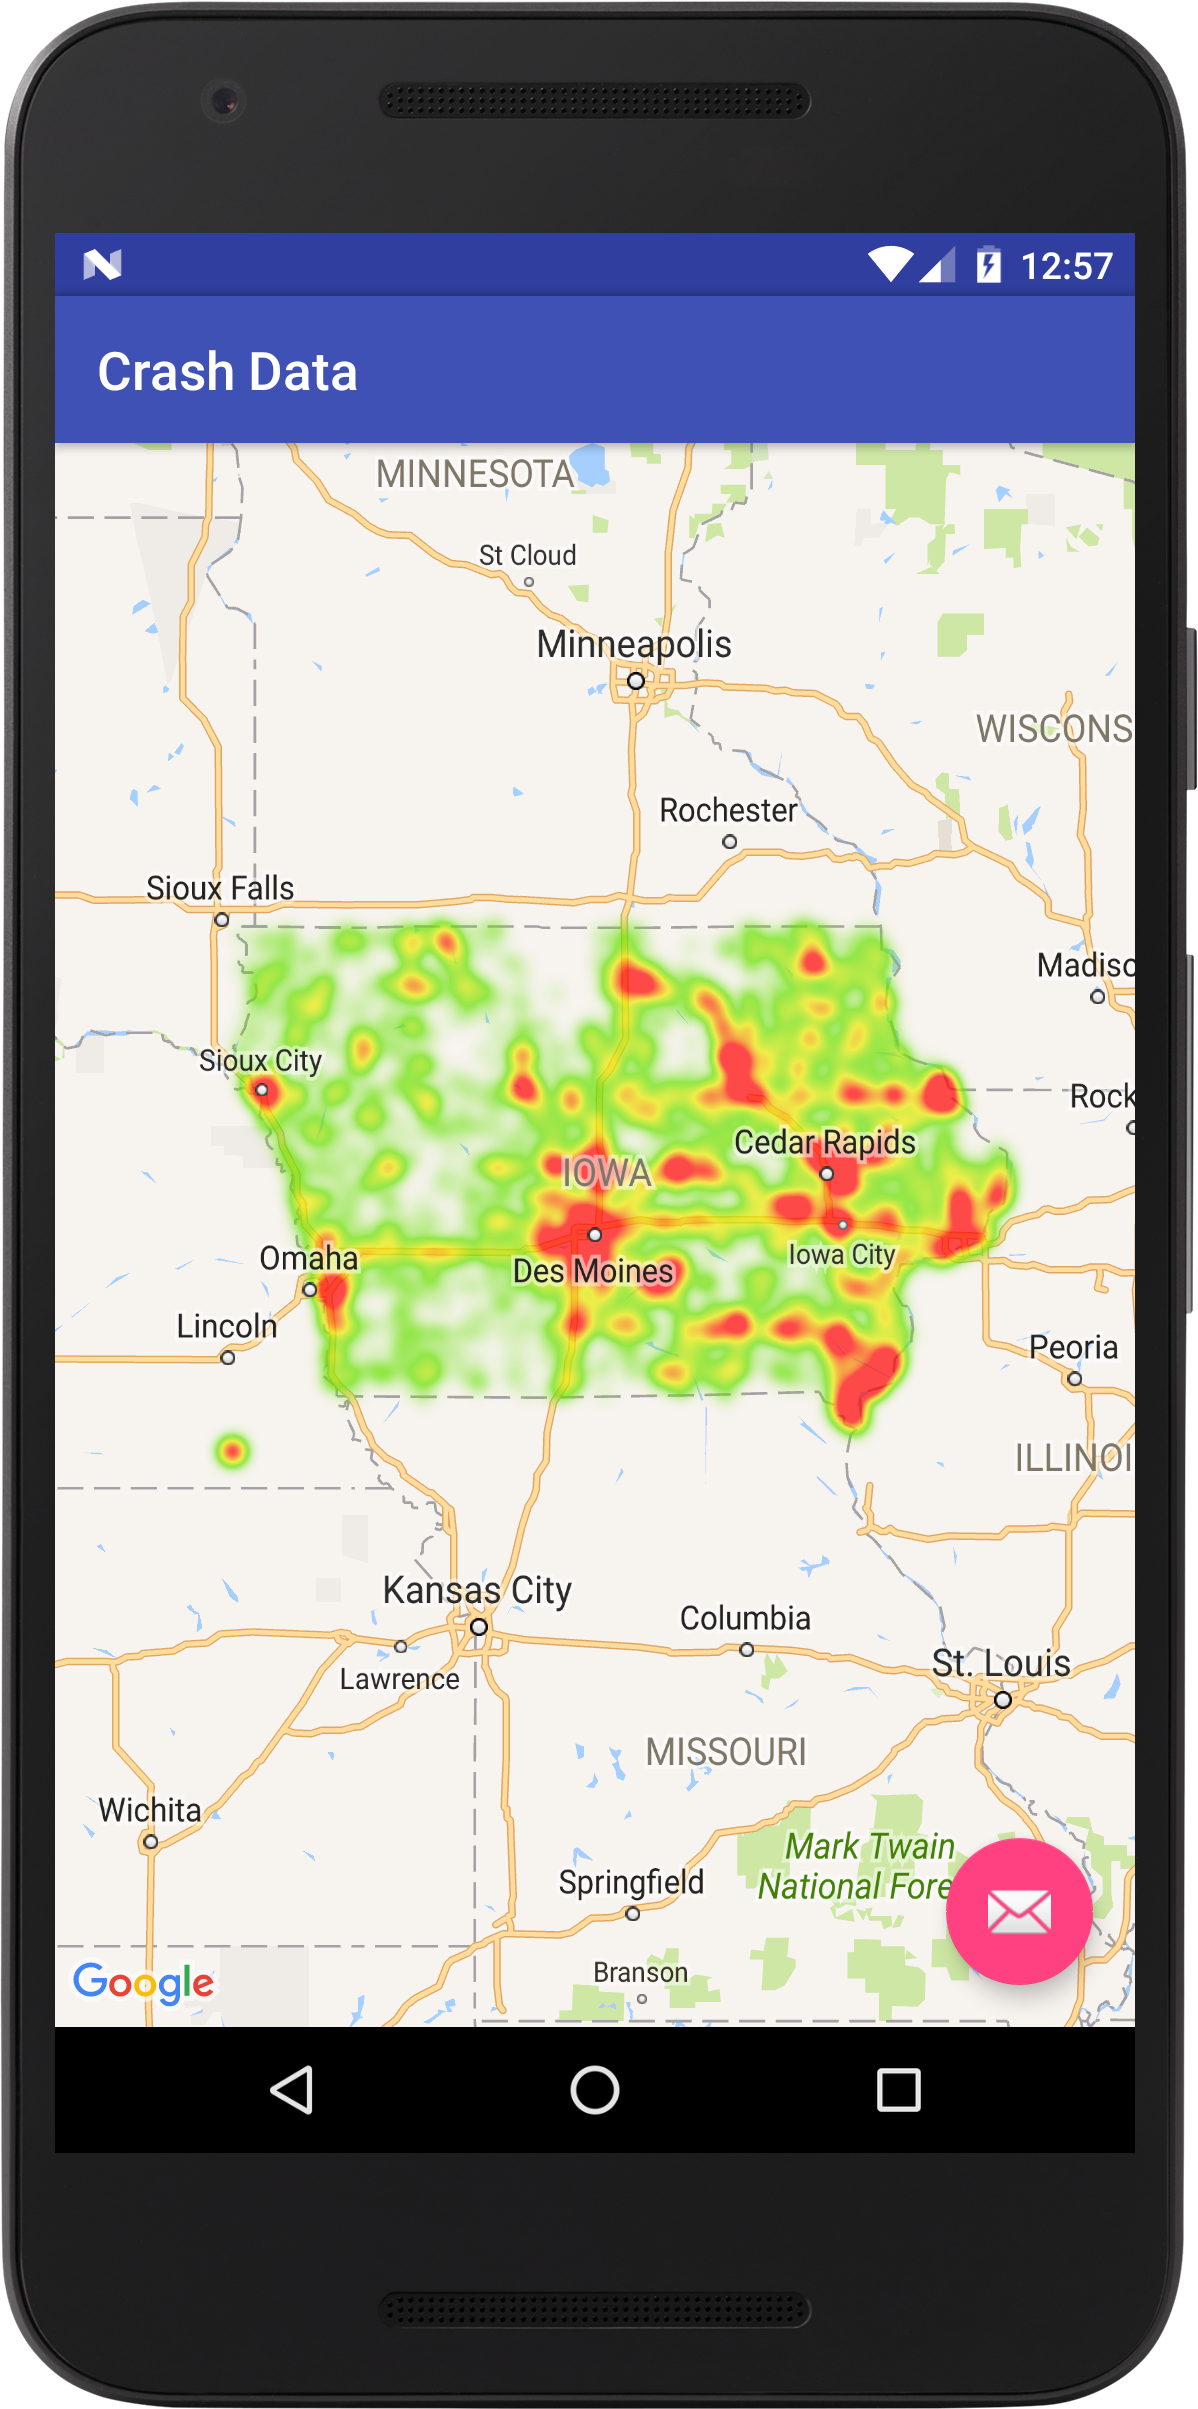 12:57
Crash Data
MINNESOTA
St Cloud
Minneapolis
WISCONS
Rochester
Sioux Falls
Madisc
Sioux City
Rock
Cedar Rapids
IOWA
Omaha
Iowa City
Des Moines
Lincoln
Peoria
ILLINOI
Kansas City
Columbia
St. Louis
Lawrence
MISSOURI
Wichita
Mark Twain
National Fore
Springfield
Branson
Google